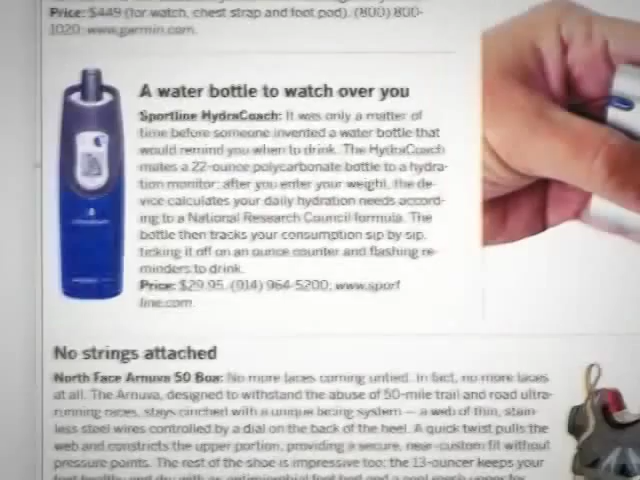 Price: $449 (for watch, chest strap and foot pod). (800) 800-
1020; www.garmin.com.
A water bottle to watch over you
Sportline HydraCoach: It was only a matter of
time before someone invented a water bottle that
would remind you when to drink. The HydraCoach
mates a 22-ounce polycarbonate bottle to a hydra-
tion monitor: after you enter your weight, the de-
vice calculates your daily hydration needs accord-
ing to a National Research Council formula. The
bottle then tracks your consumption sip by sip,
ticking it off on an ounce counter and flashing re-
minders to drink.
Price: $29.95. (914) 964-5200; www.sport
line.com.
No strings attached
North Face Arnuva 50 Boa: No more laces coming untied. In fact, no more laces
at all. The Arnuva, designed to withstand the abuse of 50-mile trail and road ultra-
running races, stays cinched with a unique lacing system — a web of thin, stain-
less steel wires controlled by a dial on the back of the heel. A quick twist pulls the
web and constricts the upper portion, providing a secure, near-custom fit without
pressure points. The rest of the shoe is impressive too: the 13-ouncer keeps your